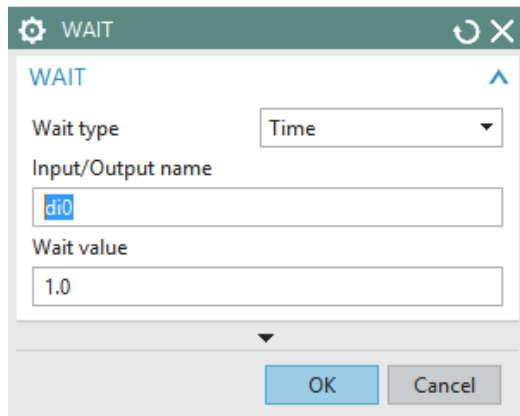 WAIT
WAIT
Wait type Time
Input/Output name
di0
Wait value
1.0
OK Cancel